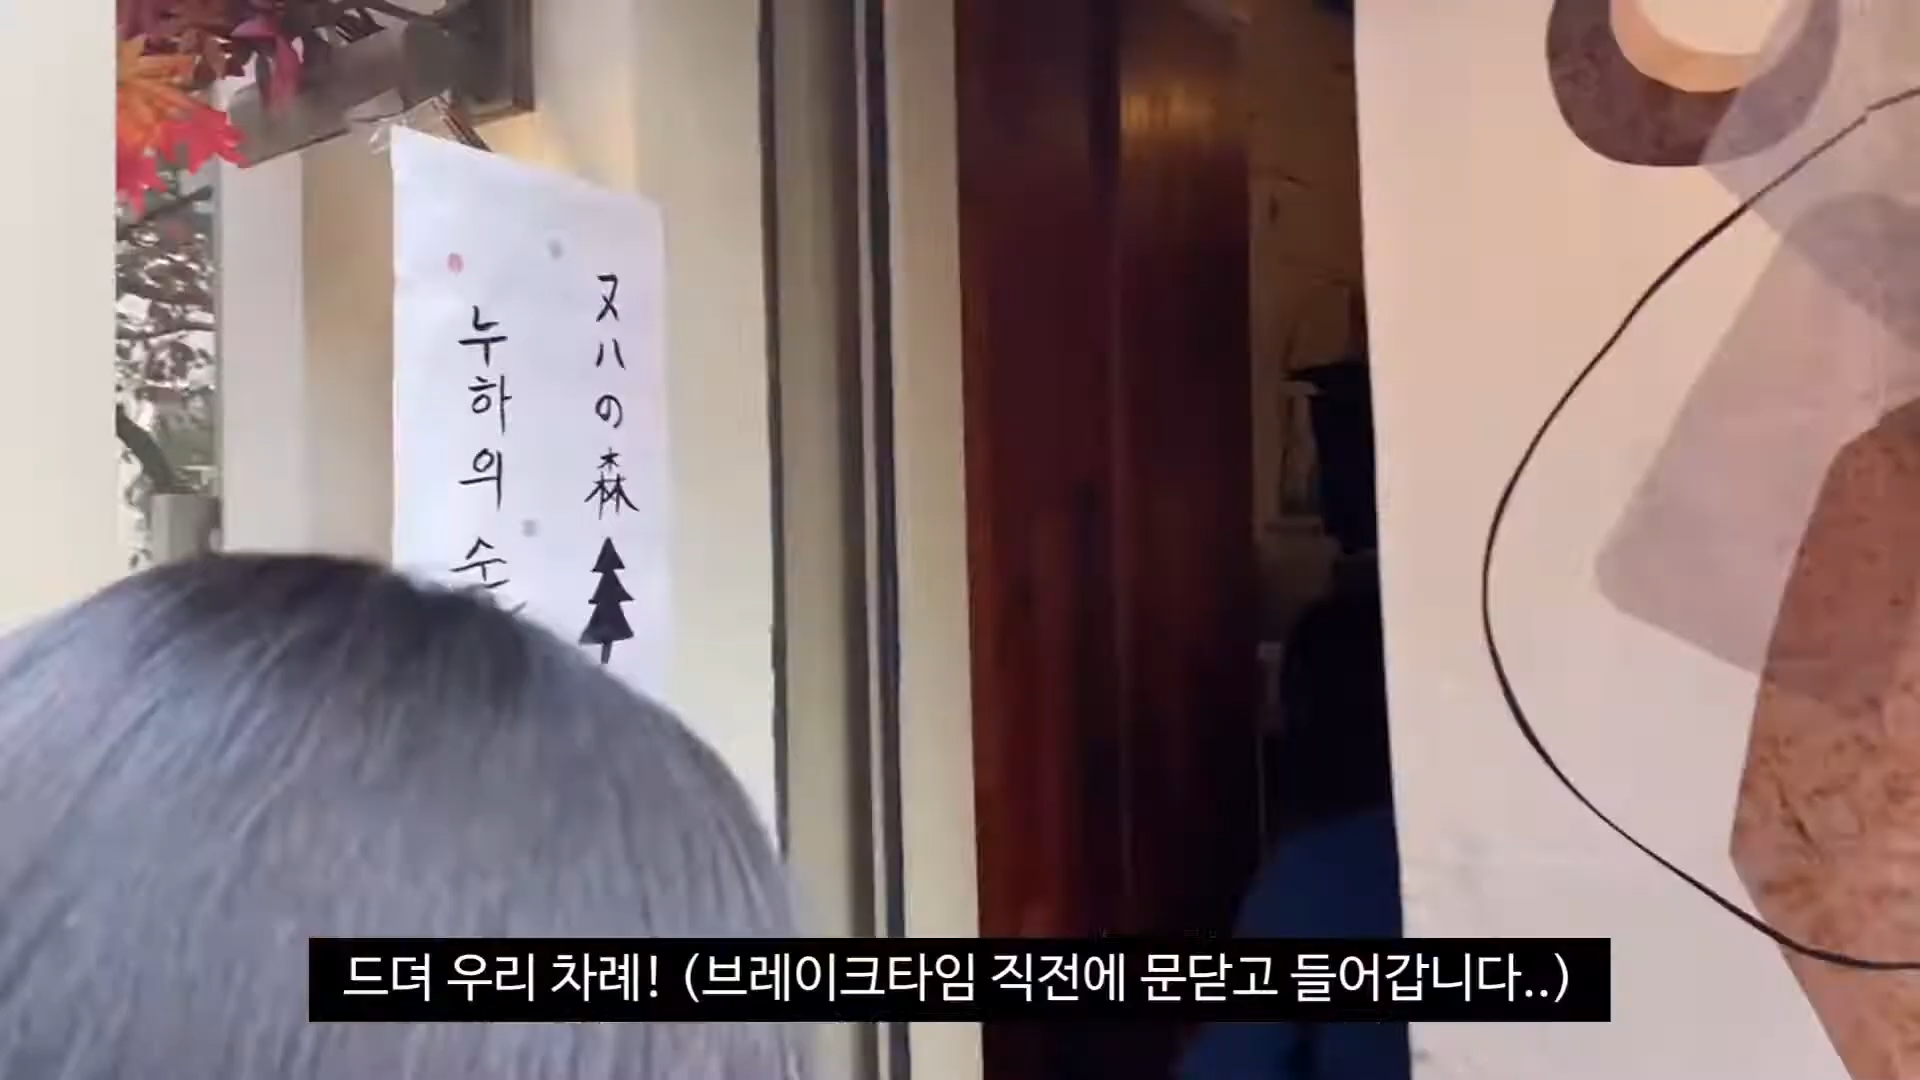 ヌハの森
누하의
드뎌 우리 차례! (브레이크타임 직전에 문닫고 들어갑니다..)